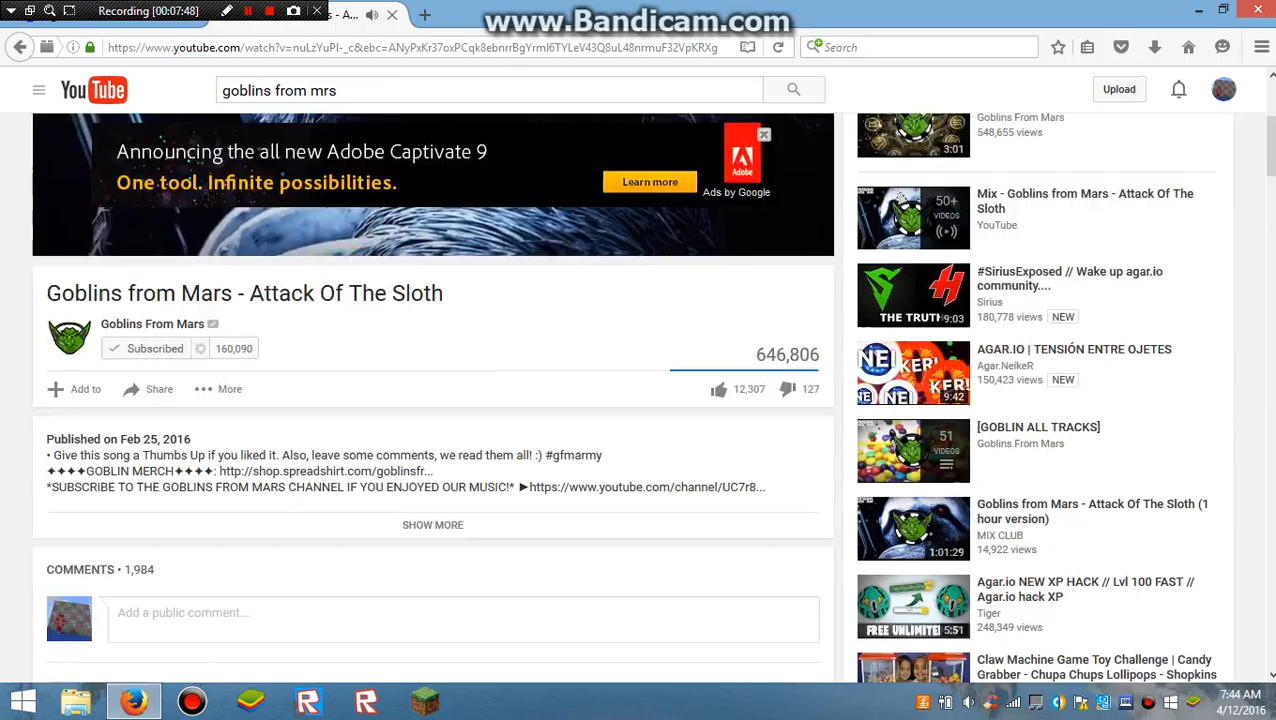 Recording [00:07:48]
- A...
www.Bandicam.com
https://www.youtube.com/watch?v=nuLzYuPI-_c&ebc=ANyPxKr37oxPCqk8ebnrrBgYrmI6TYLeV43Q8uL48nrmuF32VpKRXg
Search
YouTube
goblins from mrs
Upload
Announcing the all new Adobe Captivate 9
One tool. Infinite possibilities.
Learn more
Adobe
Ads by Google
Goblins from Mars - Attack Of The Sloth
Goblins From Mars
Subscribed
160,090
646,806
Add to
Share
More
12,307
127
Published on Feb 25, 2016
• Give this song a Thumbs Up if you liked it. Also, leave some comments, we read them all! :) #gfmarmy
✦✦✦✦GOBLIN MERCH✦✦✦✦: http://shop.spreadshirt.com/goblinsfr...
*SUBSCRIBE TO THE GOBLINS FROM MARS CHANNEL IF YOU ENJOYED OUR MUSIC!* ►https://www.youtube.com/channel/UC7r8...
SHOW MORE
COMMENTS • 1,984
Add a public comment...
Goblins From Mars
548,655 views
3:01
Mix - Goblins from Mars - Attack Of The
Sloth
YouTube
50+
VIDEOS
#SiriusExposed // Wake up agar.io
community....
Sirius
180,778 views
NEW
THE TRUTH
9:03
AGAR.IO | TENSIÓN ENTRE OJETES
Agar.NeikeR
150,423 views
NEW
9:42
[GOBLIN ALL TRACKS]
Goblins From Mars
51
VIDEOS
Goblins from Mars - Attack Of The Sloth (1
hour version)
MIX CLUB
14,922 views
1:01:29
Agar.io NEW XP HACK // Lvl 100 FAST //
Agar.io hack XP
Tiger
248,349 views
FREE UNLIMITE
5:51
Claw Machine Game Toy Challenge | Candy
Grabber - Chupa Chups Lollipops - Shopkins
7:44 AM
4/12/2016